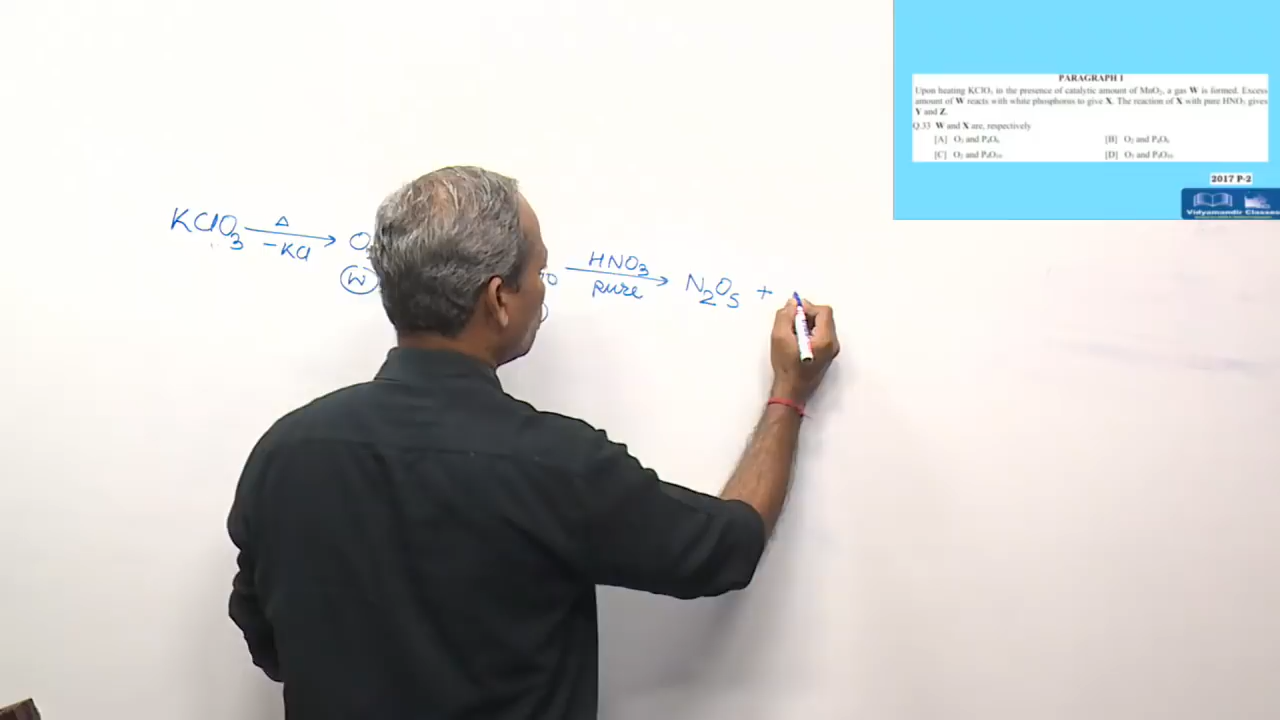 KClO3 Δ -KCl → O
W
10 HNO3 pure → N2O5 +
PARAGRAPH 1
Upon heating KClO3 in the presence of catalytic amount of MnO2, a gas W is formed. Excess
amount of W reacts with white phosphorus to give X. The reaction of X with pure HNO3 gives
Y and Z.
Q.33 W and X are, respectively
[A] O3 and P4O6 [B] O2 and P4O6
[C] O2 and P4O10 [D] O3 and P4O10
2017 P-2
Vidyamandir Classes